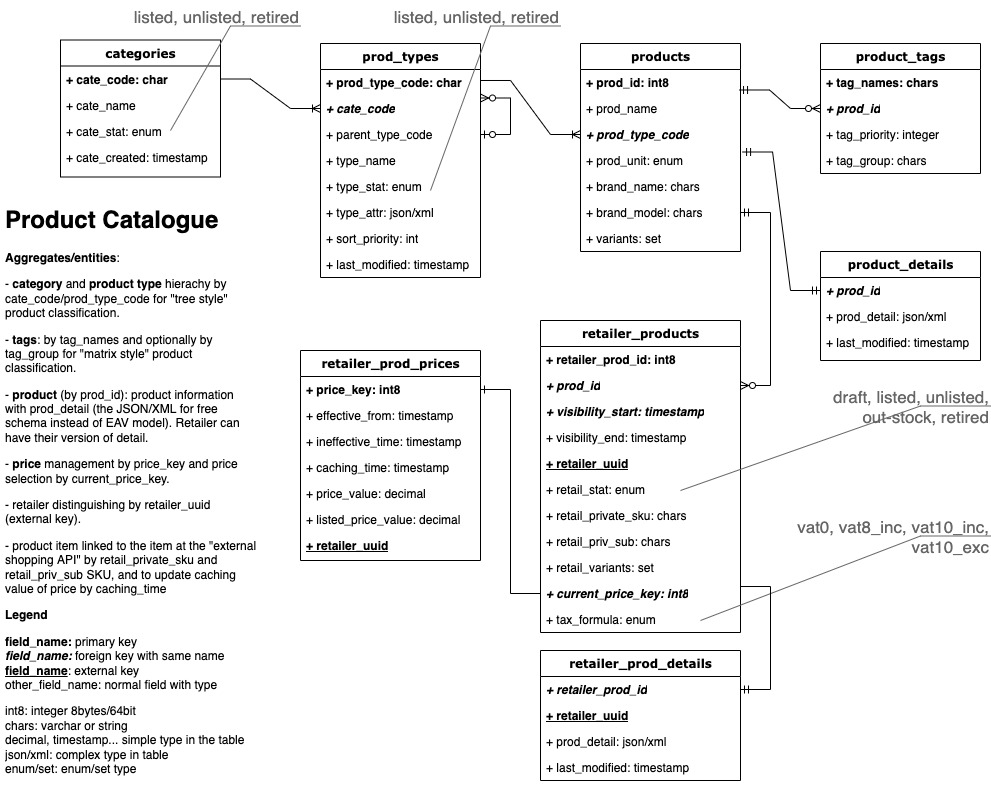 listed, unlisted, retired
listed, unlisted, retired
categories
+ cate_code: char
+ cate_name
+ cate_stat: enum
+ cate_created: timestamp
prod_types
+ prod_type_code: char
+ cate_code
+ parent_type_code
+ type_name
+ type_stat: enum
+ type_attr: json/xml
+ sort_priority: int
+ last_modified: timestamp
products
+ prod_id: int8
+ prod_name
+ prod_type_code
+ prod_unit: enum
+ brand_name: chars
+ brand_model: chars
+ variants: set
product_tags
+ tag_names: chars
+ prod_id
+ tag_priority: integer
+ tag_group: chars
product_details
+ prod_id
+ prod_detail: json/xml
+ last_modified: timestamp
Product Catalogue
Aggregates/entities:
- category and product type hierachy by
cate_code/prod_type_code for "tree style"
product classification.
- tags: by tag_names and optionally by
tag_group for "matrix style" product
classification.
- product (by prod_id): product information
with prod_detail (the JSON/XML for free
schema instead of EAV model). Retailer can
have their version of detail.
- price management by price_key and price
selection by current_price_key.
- retailer distinguishing by retailer_uuid
(external key).
- product item linked to the item at the "external
shopping API" by retail_private_sku and
retail_priv_sub SKU, and to update caching
value of price by caching_time
Legend
field_name: primary key
field_name: foreign key with same name
field_name: external key
other_field_name: normal field with type
int8: integer 8bytes/64bit
chars: varchar or string
decimal, timestamp... simple type in the table
json/xml: complex type in table
enum/set: enum/set type
retailer_prod_prices
+ price_key: int8
+ effective_from: timestamp
+ ineffective_time: timestamp
+ caching_time: timestamp
+ price_value: decimal
+ listed_price_value: decimal
+ retailer_uuid
retailer_products
+ retailer_prod_id: int8
+ prod_id
+ visibility_start: timestamp
+ visibility_end: timestamp
+ retailer_uuid
+ retail_stat: enum
+ retail_private_sku: chars
+ retail_priv_sub: chars
+ retail_variants: set
+ current_price_key: int8
+ tax_formula: enum
draft, listed, unlisted,
out-stock, retired
vat0, vat8_inc, vat10_inc,
vat10_exc
retailer_prod_details
+ retailer_prod_id
+ retailer_uuid
+ prod_detail: json/xml
+ last_modified: timestamp